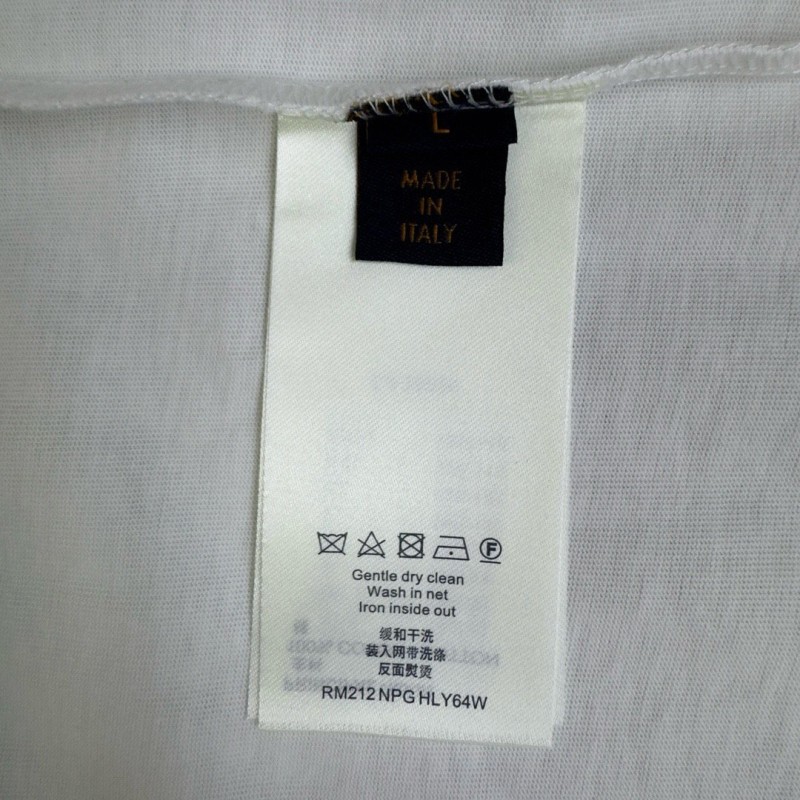 L
MADE
IN
ITALY
F
Gentle dry clean
Wash in net
Iron inside out
缓和干洗
装入网带洗涤
反面熨烫
RM212 NPG HLY64W